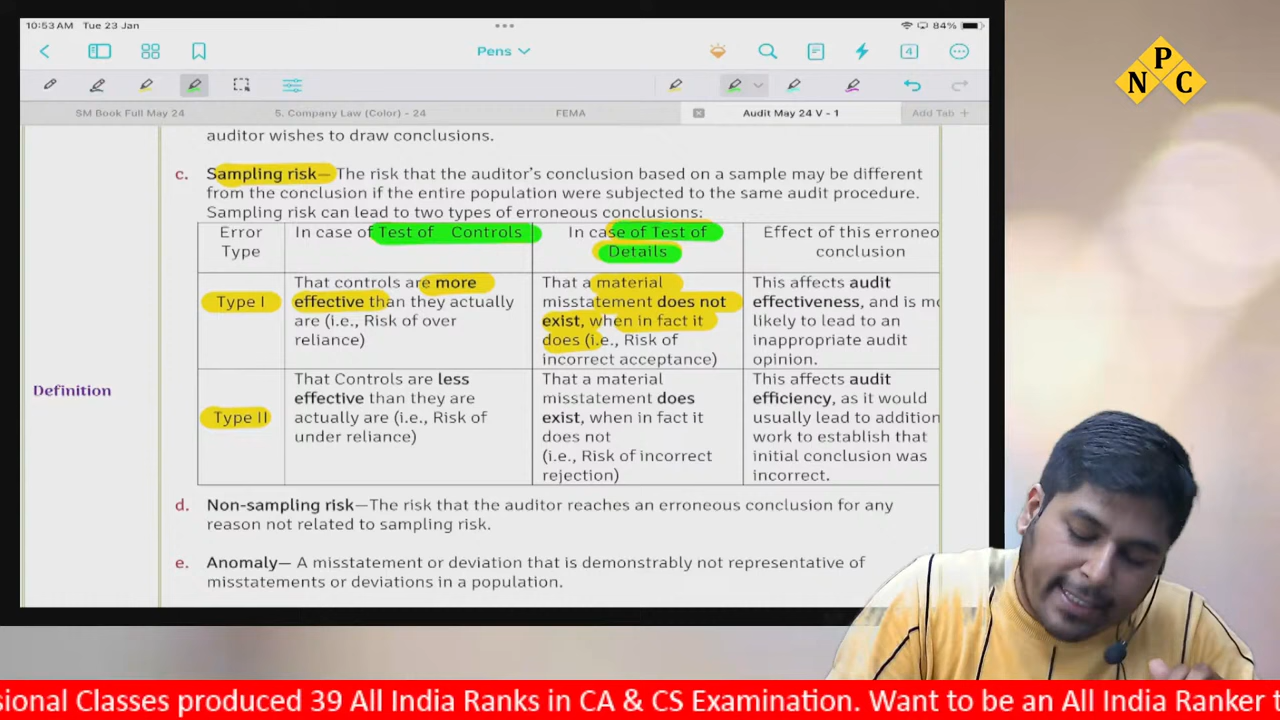 10:53 AM Tue 23 Jan
84%
Pens
4
SM Book Full May 24
5. Company Law (Color) - 24
FEMA
Audit May 24 V - 1
Add Tab +
auditor wishes to draw conclusions.
c. Sampling risk— The risk that the auditor's conclusion based on a sample may be different
from the conclusion if the entire population were subjected to the same audit procedure.
Sampling risk can lead to two types of erroneous conclusions:
Error
Type
In case of Test of Controls
In case of Test of
Details
Effect of this erroneo
conclusion
Type I
That controls are more
effective than they actually
are (i.e., Risk of over
reliance)
That a material
misstatement does not
exist, when in fact it
does (i.e., Risk of
incorrect acceptance)
This affects audit
effectiveness, and is mo
likely to lead to an
inappropriate audit
opinion.
Type II
That Controls are less
effective than they are
actually are (i.e., Risk of
under reliance)
That a material
misstatement does
exist, when in fact it
does not
(i.e., Risk of incorrect
rejection)
This affects audit
efficiency, as it would
usually lead to addition
work to establish that
initial conclusion was
incorrect.
Definition
d. Non-sampling risk—The risk that the auditor reaches an erroneous conclusion for any
reason not related to sampling risk.
e. Anomaly— A misstatement or deviation that is demonstrably not representative of
misstatements or deviations in a population.
N P C
sional Classes produced 39 All India Ranks in CA & CS Examination. Want to be an All India Ranker t